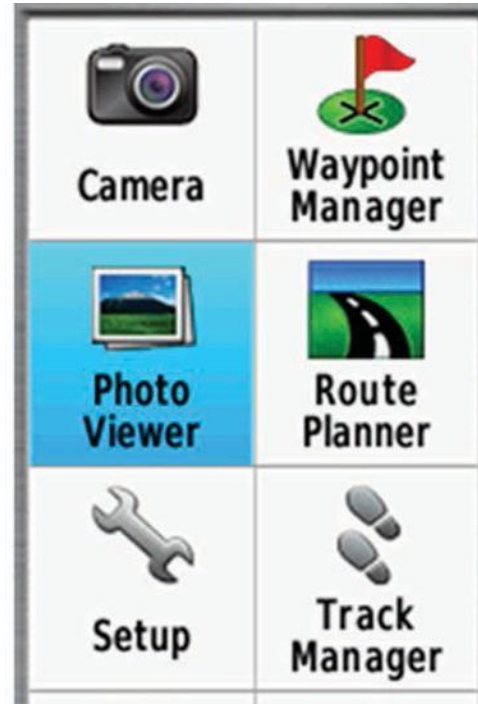 Camera
Waypoint
Manager
Photo
Viewer
Route
Planner
Setup
Track
Manager